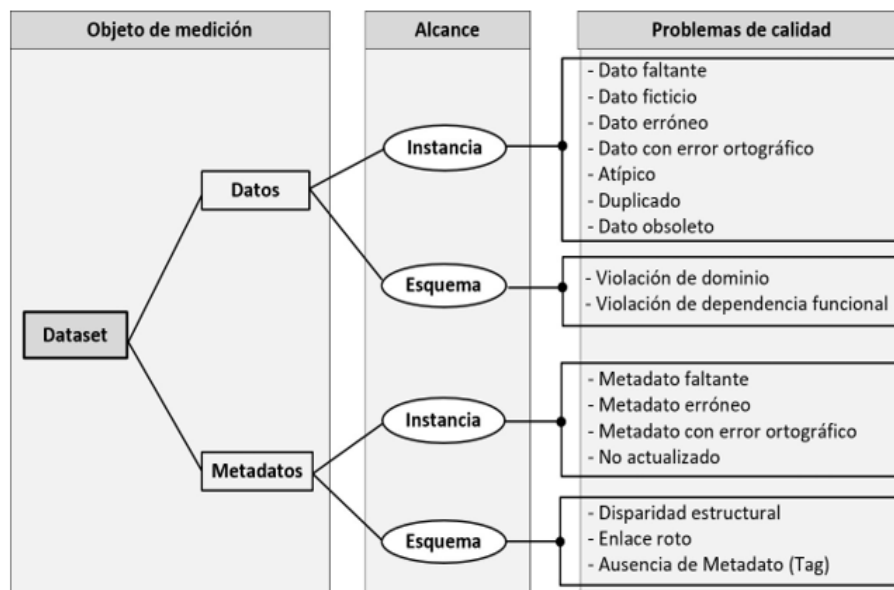 Objeto de medición
Alcance
Problemas de calidad
Dataset
Datos
Instancia
- Dato faltante
- Dato ficticio
- Dato erróneo
- Dato con error ortográfico
- Atípico
- Duplicado
- Dato obsoleto
Esquema
- Violación de dominio
- Violación de dependencia funcional
Metadatos
Instancia
- Metadato faltante
- Metadato erróneo
- Metadato con error ortográfico
- No actualizado
Esquema
- Disparidad estructural
- Enlace roto
- Ausencia de Metadato (Tag)